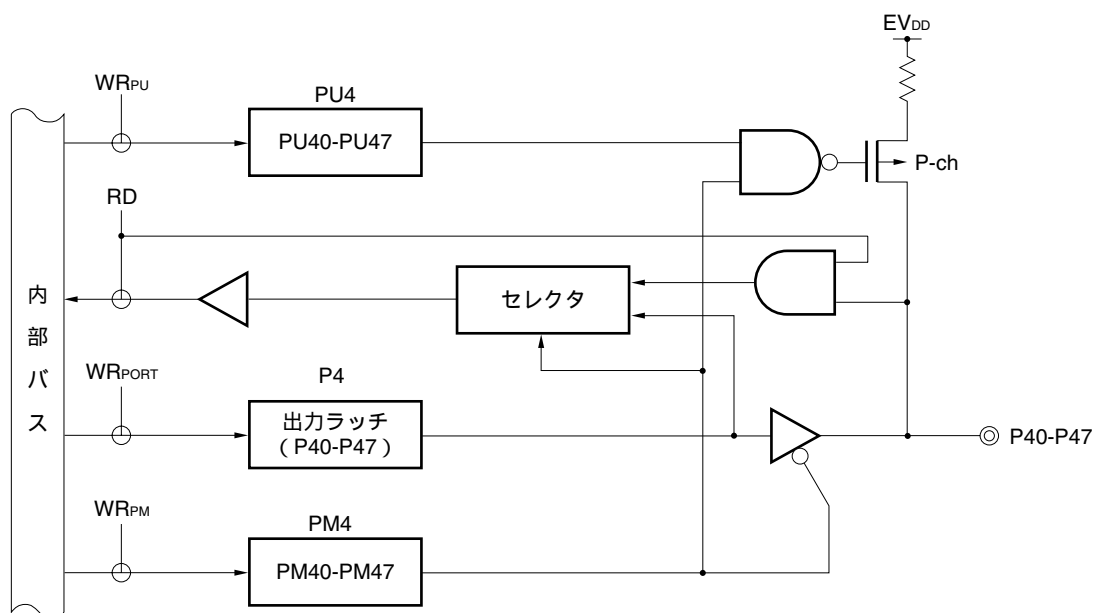 EVDD
WRPU
PU4
PU40-PU47
P-ch
RD
セレクタ
内部バス
WRPORT
P4
出力ラッチ
( P40-P47 )
P40-P47
WRPM
PM4
PM40-PM47